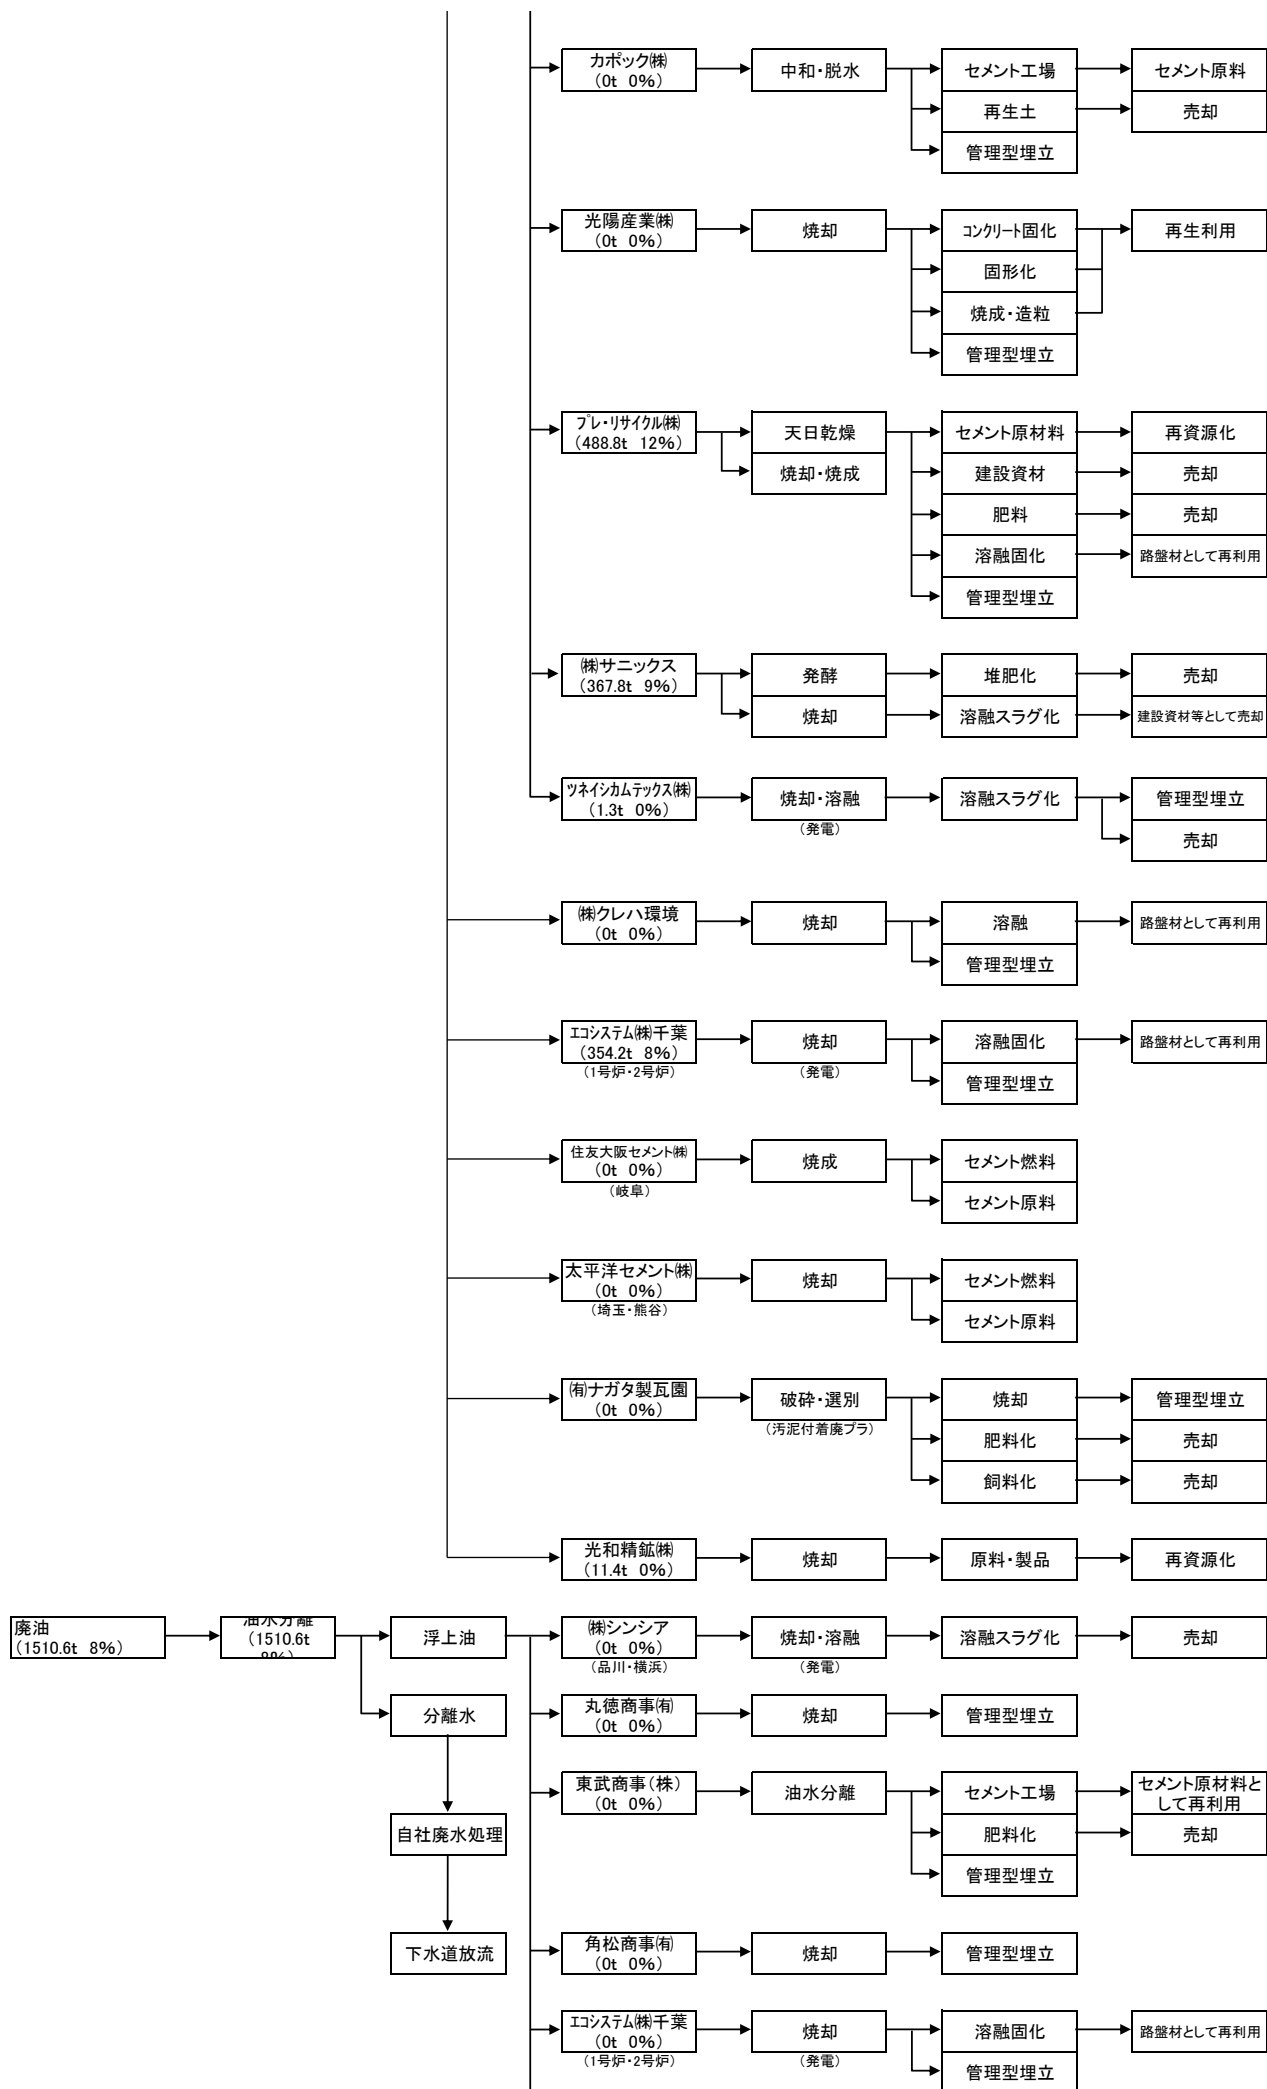 カポック㈱
（0t 0%）
中和・脱水
セメント工場
セメント原料
再生土
売却
管理型埋立
光陽産業㈱
（0t 0%）
焼却
コンクリート固化
再生利用
固形化
焼成・造粒
管理型埋立
プレ・リサイクル㈱
（488.8t 12%）
天日乾燥
セメント原材料
再資源化
焼却・焼成
建設資材
売却
肥料
売却
溶融固化
路盤材として再利用
管理型埋立
㈱サニックス
（367.8t 9%）
発酵
堆肥化
売却
焼却
溶融スラグ化
建設資材等として売却
ツネイシカムテックス㈱
（1.3t 0%）
焼却・溶融
（発電）
溶融スラグ化
管理型埋立
売却
㈱クレハ環境
（0t 0%）
焼却
溶融
路盤材として再利用
管理型埋立
エコシステム㈱千葉
（354.2t 8%）
（1号炉・2号炉）
焼却
（発電）
溶融固化
路盤材として再利用
管理型埋立
住友大阪セメント㈱
（0t 0%）
（岐阜）
焼成
セメント燃料
セメント原料
太平洋セメント㈱
（0t 0%）
（埼玉・熊谷）
焼却
セメント燃料
セメント原料
㈲ナガタ製瓦園
（0t 0%）
破砕・選別
（汚泥付着廃プラ）
焼却
管理型埋立
肥料化
売却
飼料化
売却
光和精鉱㈱
（11.4t 0%）
焼却
原料・製品
再資源化
廃油
（1510.6t 8%）
油水分離
（1510.6t
8%）
浮上油
㈱シンシア
（0t 0%）
（品川・横浜）
焼却・溶融
（発電）
溶融スラグ化
売却
分離水
丸徳商事㈲
（0t 0%）
焼却
管理型埋立
東武商事（株）
（0t 0%）
油水分離
セメント工場
セメント原材料と
して再利用
自社廃水処理
肥料化
売却
管理型埋立
下水道放流
角松商事㈲
（0t 0%）
焼却
管理型埋立
エコシステム㈱千葉
（0t 0%）
（1号炉・2号炉）
焼却
（発電）
溶融固化
路盤材として再利用
管理型埋立